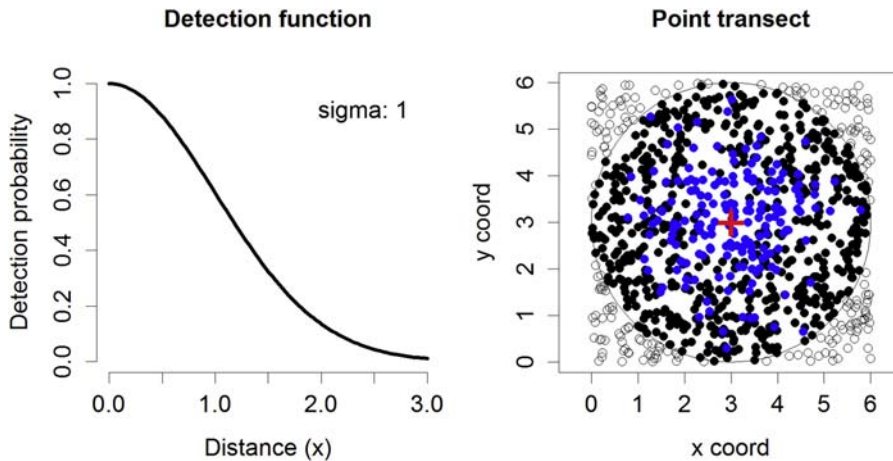 Detection function
Detection probability
1.0
0.8
0.6
0.4
0.2
0.0
sigma: 1
0.0
1.0
2.0
3.0
Distance (x)
Point transect
y coord
6
5
4
3
2
1
0
0 1 2 3 4 5 6
x coord